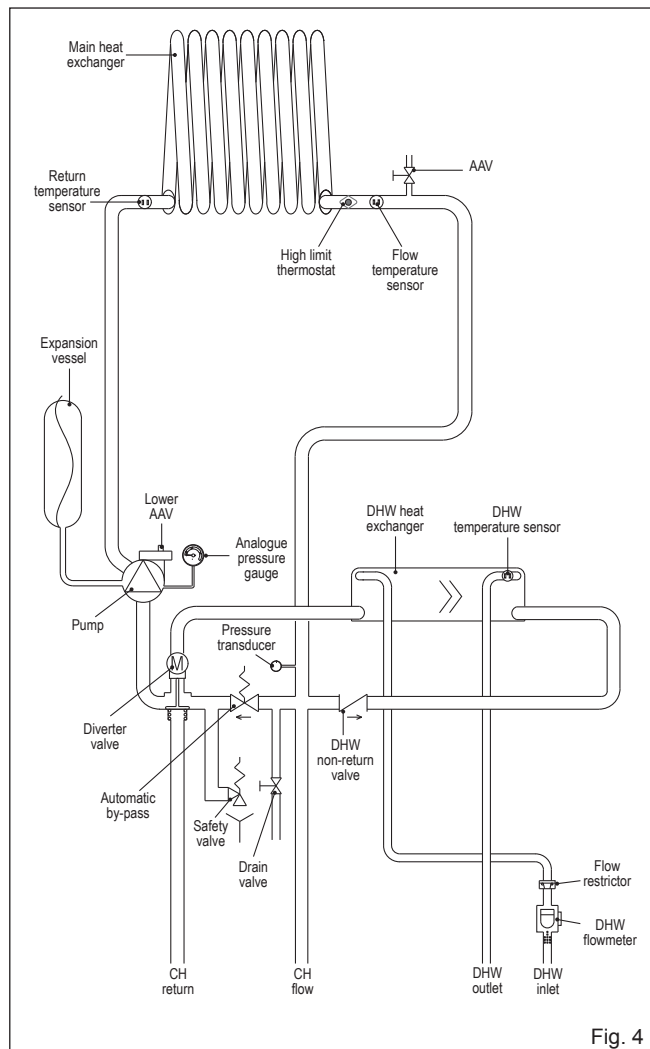 Main heat
exchanger
AAV
Return
temperature
sensor
High limit
thermostat
Flow
temperature
sensor
Expansion
vessel
Lower
AAV
Analogue
pressure
gauge
Pump
DHW heat
exchanger
DHW
temperature sensor
Pressure
transducer
M
Diverter
valve
Automatic
by-pass
Safety
valve
Drain
valve
DHW
non-return
valve
Flow
restrictor
DHW
flowmeter
CH
return
CH
flow
DHW
outlet
DHW
inlet
Fig. 4